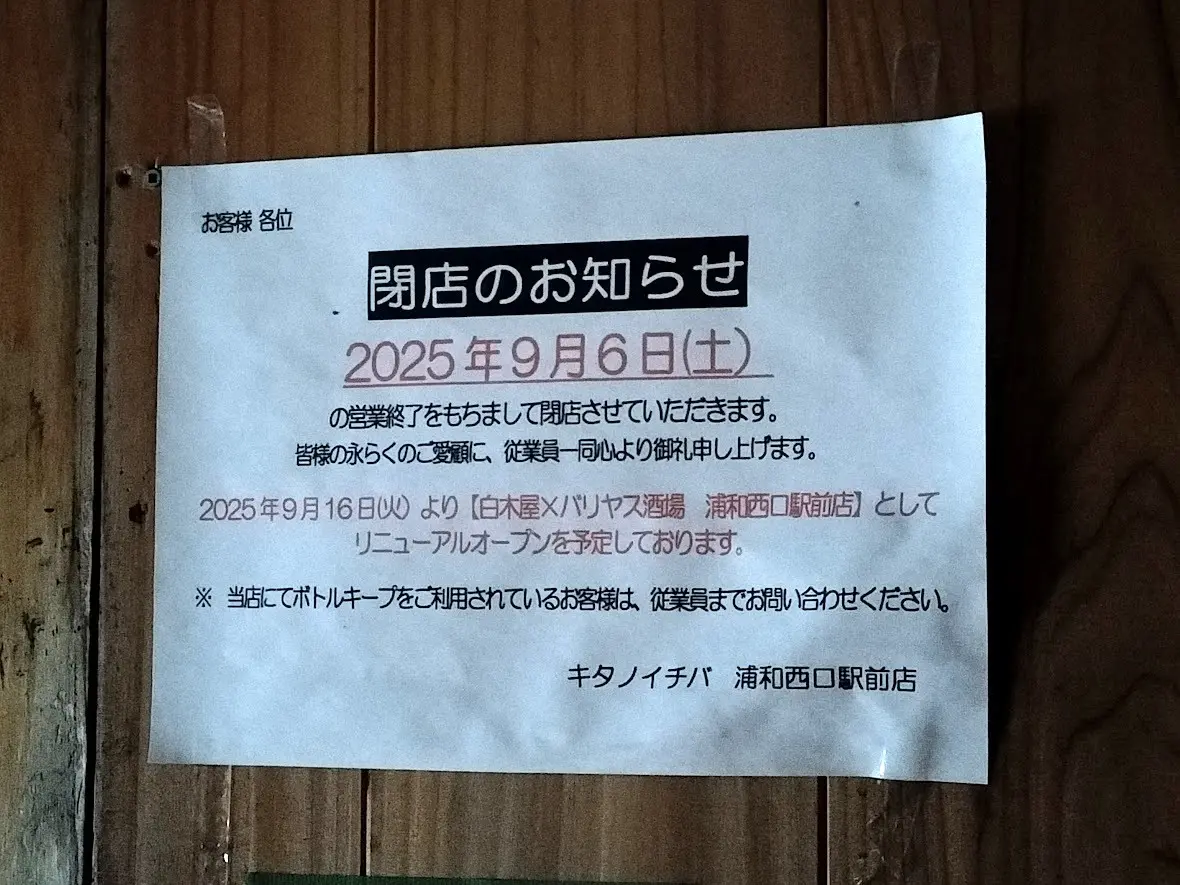 お客様 各位
閉店のお知らせ
2025年9月6日(土)
の営業終了をもちまして閉店させていただきます。
皆様の永らくのご愛顧に、従業員一同心より御礼申し上げます。
2025年9月16日(火)より【白木屋×バリヤス酒場　浦和西口駅前店】として
リニューアルオープンを予定しております。
※ 当店にてボトルキープをご利用されているお客様は、従業員までお問い合わせください。
キタノイチバ　浦和西口駅前店